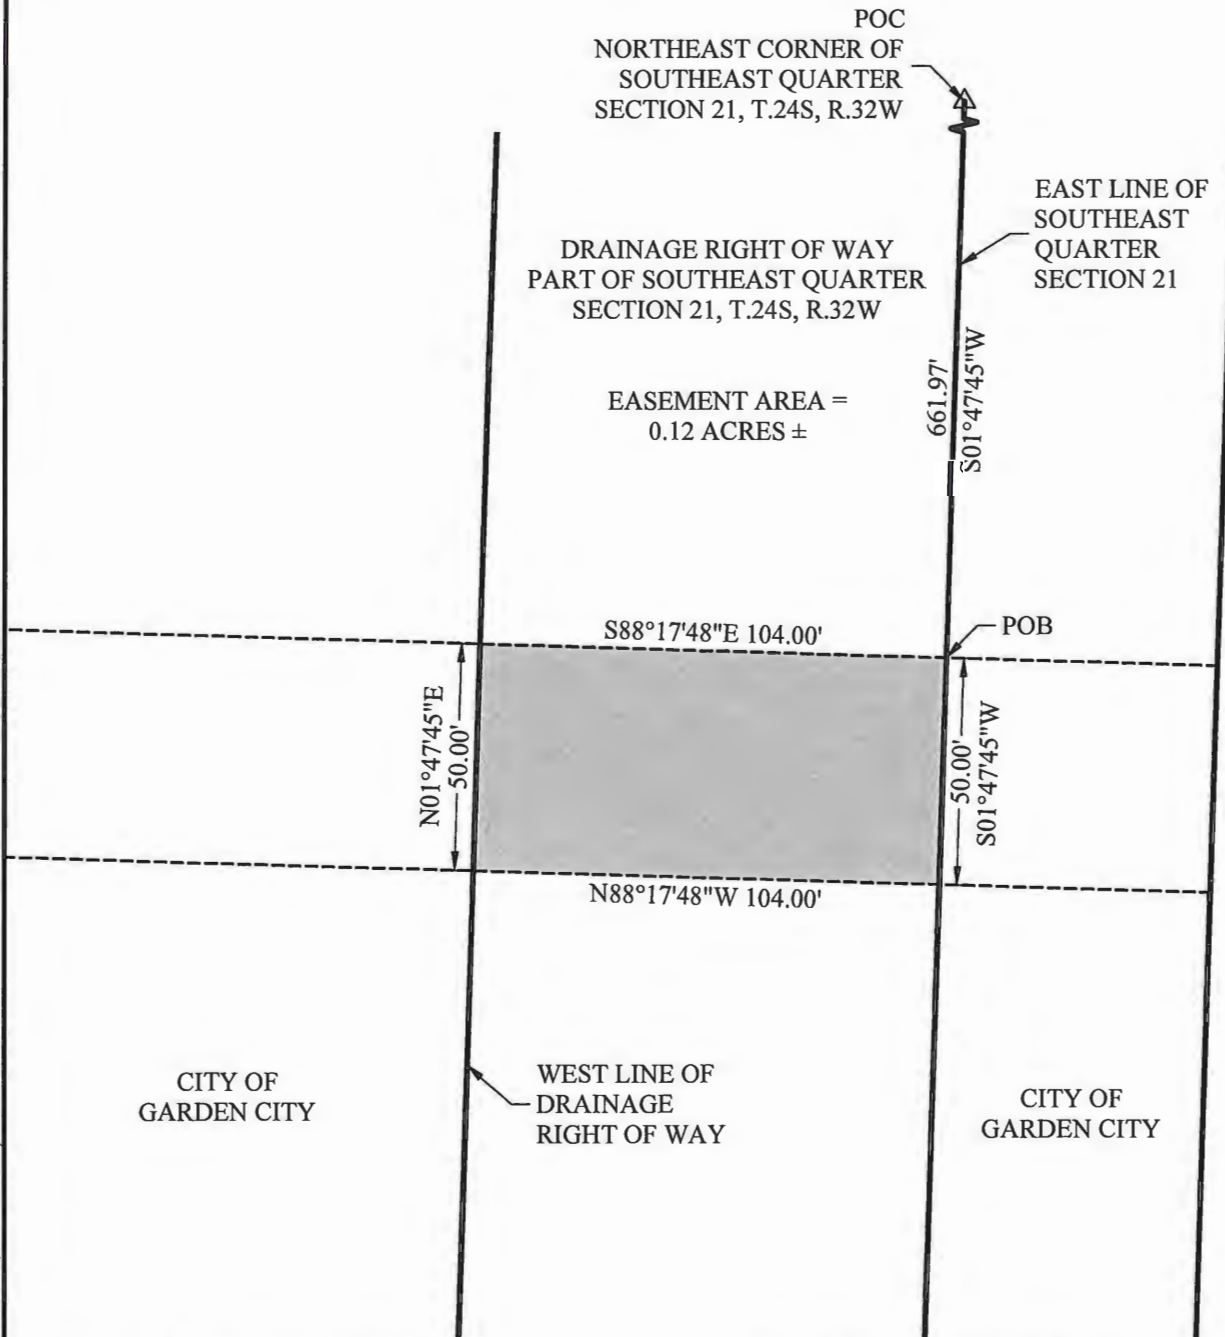 POC
NORTHEAST CORNER OF
SOUTHEAST QUARTER
SECTION 21, T.24S, R.32W
EAST LINE OF
SOUTHEAST
QUARTER
SECTION 21
DRAINAGE RIGHT OF WAY
PART OF SOUTHEAST QUARTER
SECTION 21, T.24S, R.32W
EASEMENT AREA =
0.12 ACRES ±
661.97'
S01°47'45"W
S88°17'48"E 104.00'
POB
N01°47'45"E
50.00'
50.00'
S01°47'45"W
N88°17'48"W 104.00'
CITY OF
GARDEN CITY
WEST LINE OF
DRAINAGE
RIGHT OF WAY
CITY OF
GARDEN CITY